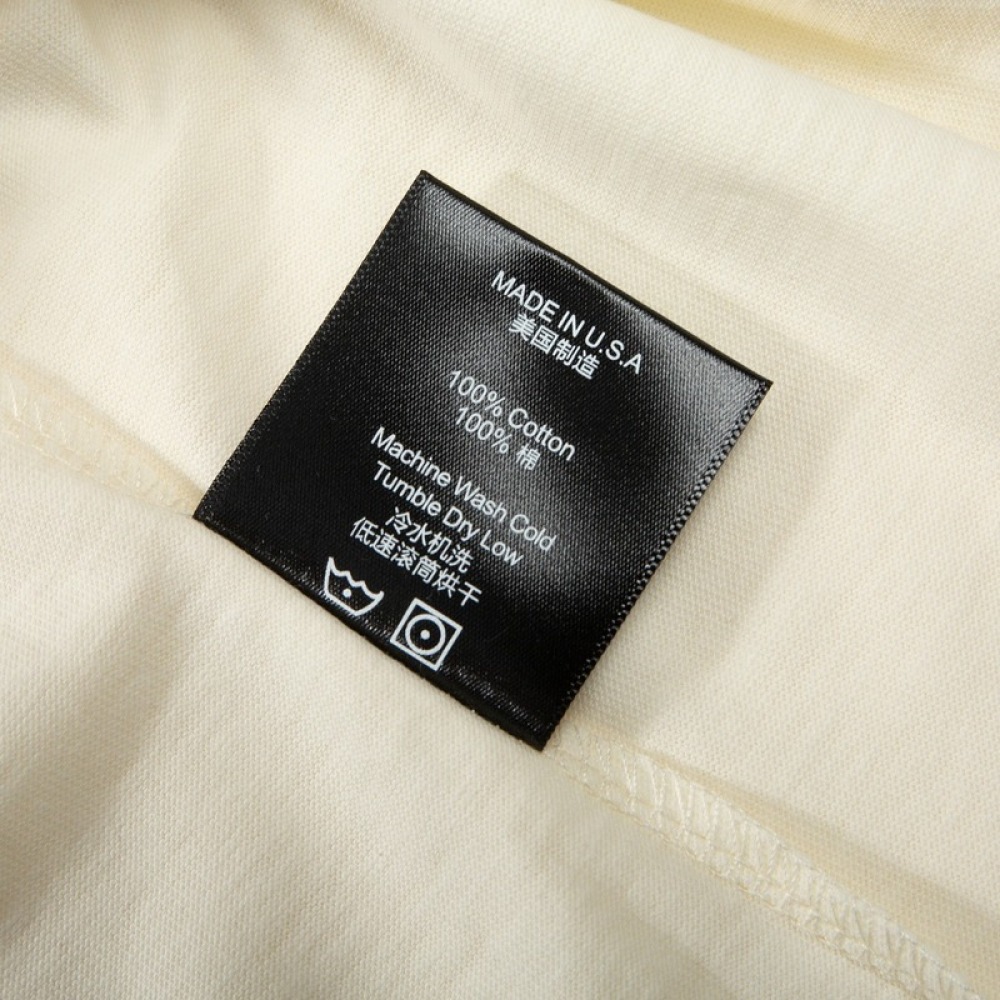 MADE IN U.S.A
美国制造
100% Cotton
100% 棉
Machine Wash Cold
Tumble Dry Low
冷水机洗
低速滚筒烘干